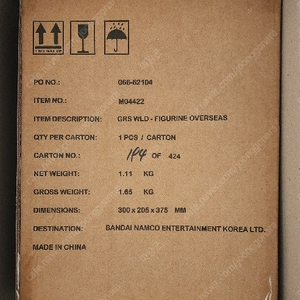 PO NO.: 066-62104
ITEM NO.: M04422
ITEM DESCRIPTION: GRS WLD - FIGURINE OVERSEAS
QTY PER CARTON: 1 PCS / CARTON
CARTON NO.: 144 OF 424
NET WEIGHT: 1.11 KG
GROSS WEIGHT: 1.65 KG
DIMENSIONS: 300 x 205 x 375 MM
DESTINATION: BANDAI NAMCO ENTERTAINMENT KOREA LTD.
MADE IN CHINA